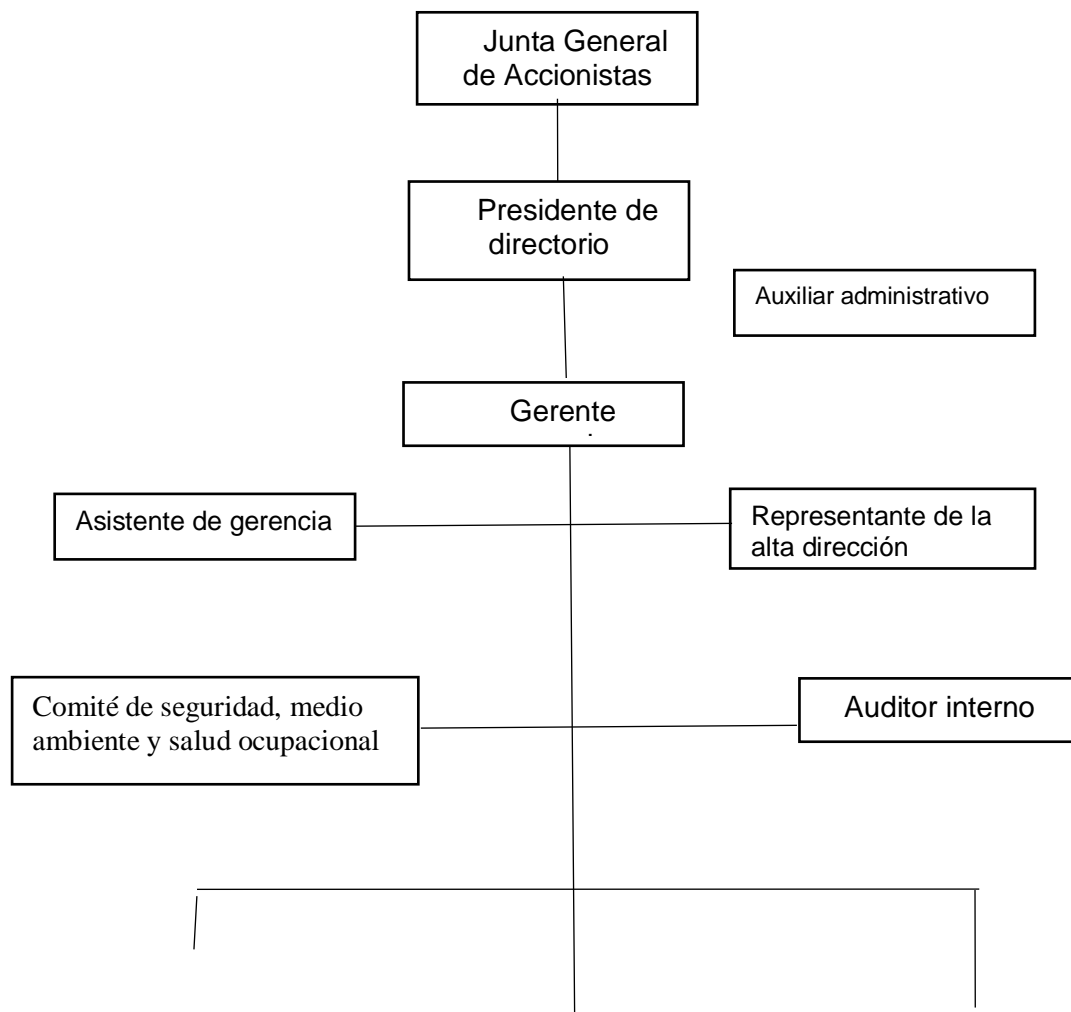 Junta General
de Accionistas
Presidente de
directorio
Auxiliar administrativo
Gerente
Asistente de gerencia
Representante de la
alta dirección
Comité de seguridad, medio
ambiente y salud ocupacional
Auditor interno